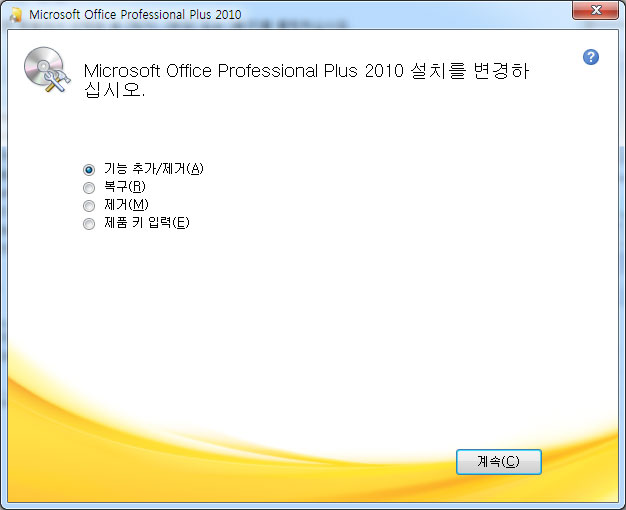 Microsoft Office Professional Plus 2010
Microsoft Office Professional Plus 2010 설치를 변경하
십시오.
기능 추가/제거(A)
복구(R)
제거(M)
제품 키 입력(E)
계속(C)